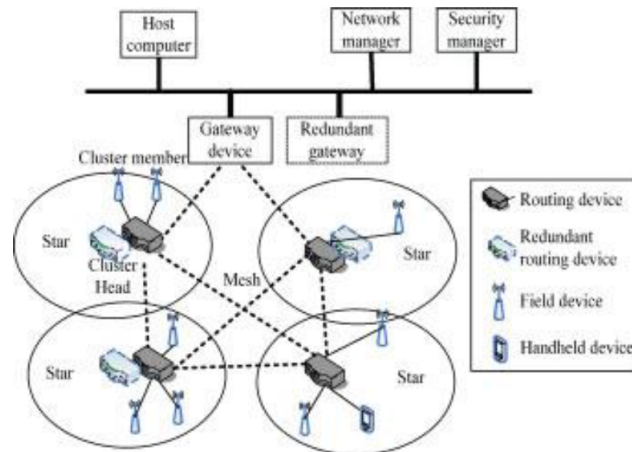 Host
computer
Network
manager
Security
manager
Gateway
device
Redundant
gateway
Cluster member
Star
Cluster
Head
Mesh
Star
Star
Star
Routing device
Redundant
routing device
Field device
Handheld device